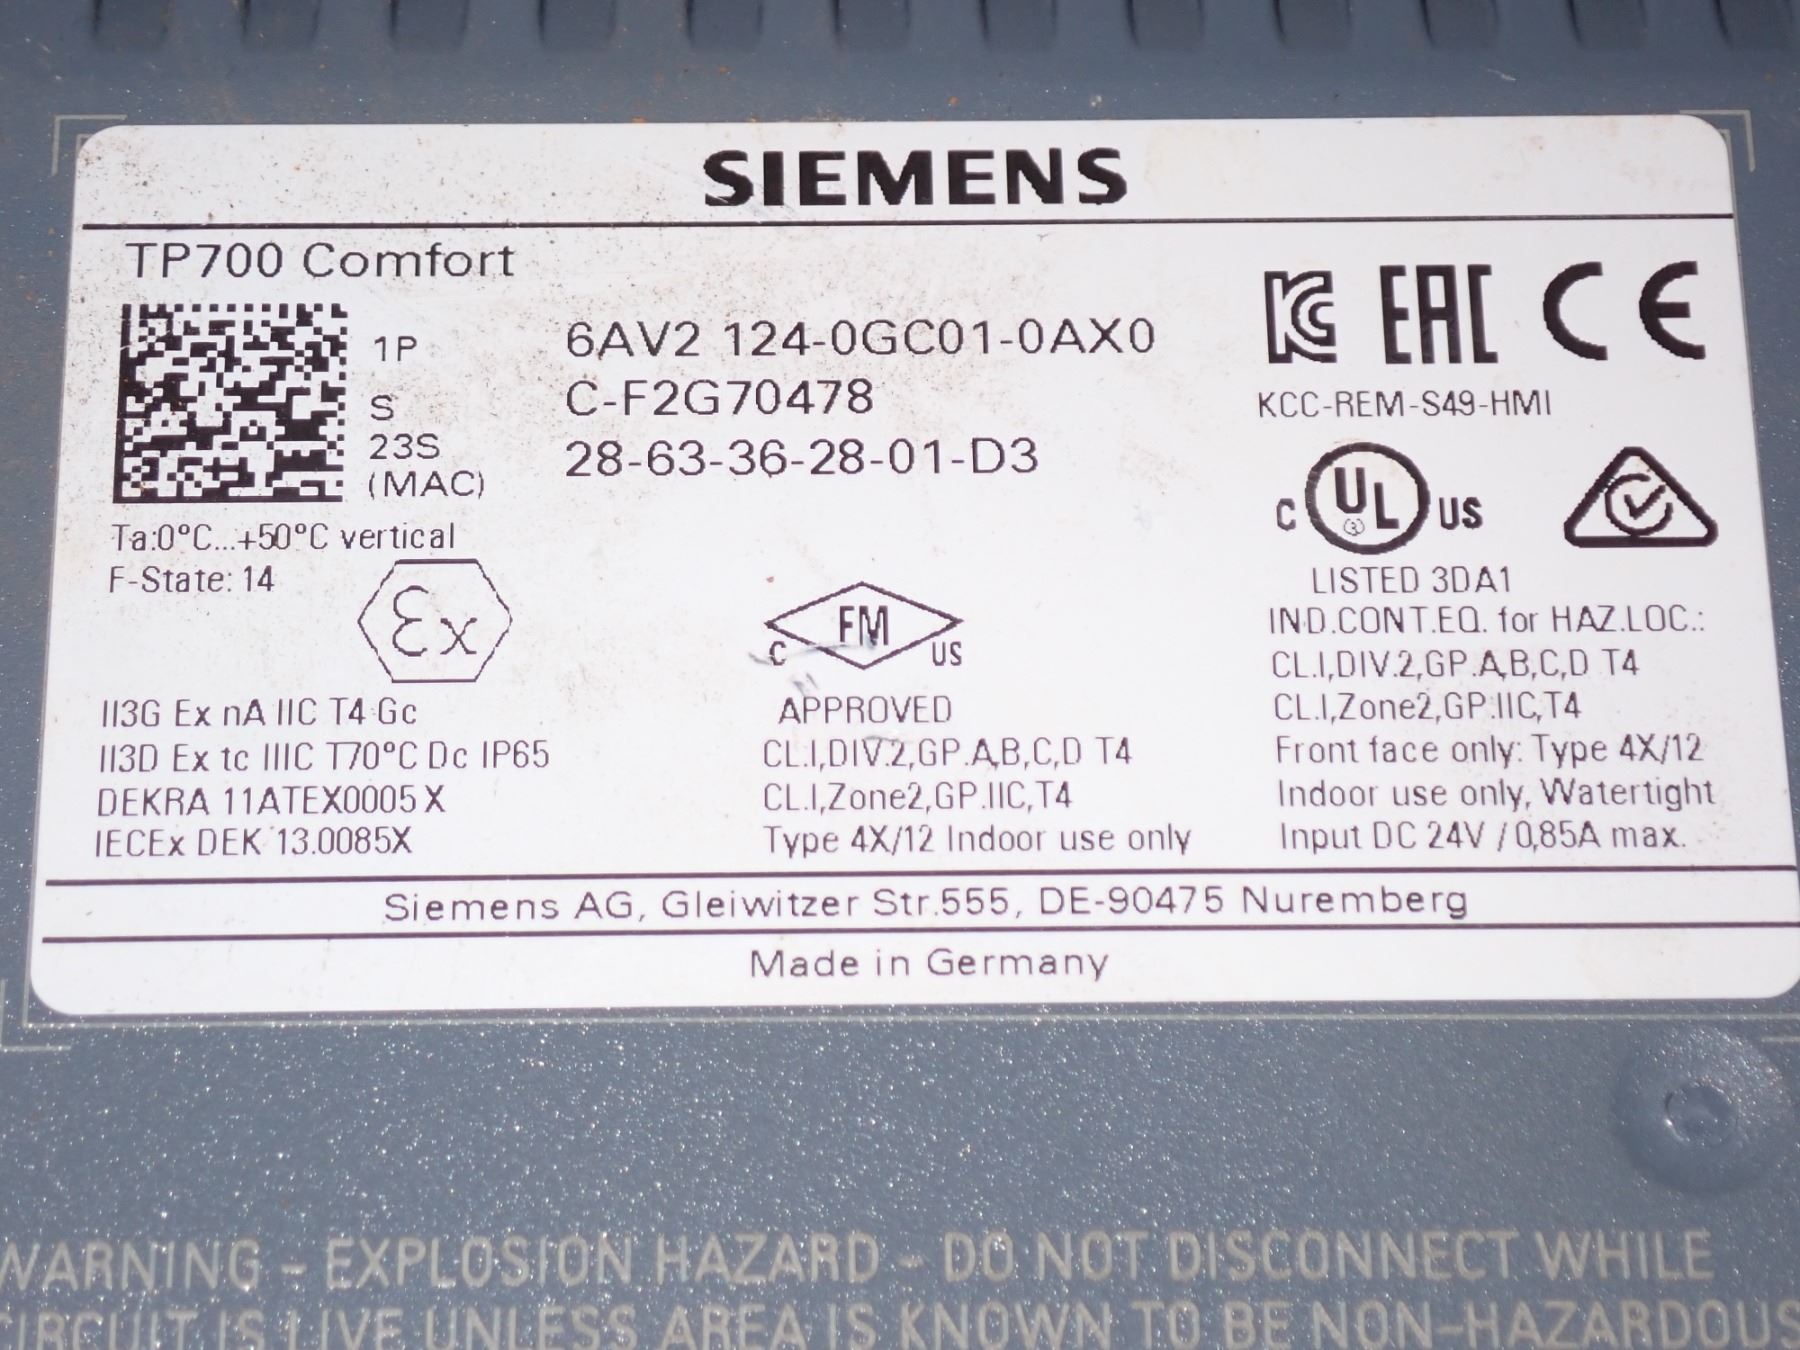 SIEMENS
TP700 Comfort
1P 6AV2 124-0GC01-0AX0
S C-F2G70478
23S (MAC) 28-63-36-28-01-D3
Ta:0°C...+50°C vertical
F-State: 14
Ex
II3G Ex nA IIC T4 Gc
II3D Ex tc IIIC T70°C Dc IP65
DEKRA 11ATEX0005 X
IECEx DEK 13.0085X
C FM US
APPROVED
CL.I,DIV.2,GP.A,B,C,D T4
CL.I,Zone2,GP.IIC,T4
Type 4X/12 Indoor use only
KC EAC CE
KCC-REM-S49-HMI
C UL US
LISTED 3DA1
IND.CONT.EQ. for HAZ.LOC.:
CL.I,DIV.2,GP.A,B,C,D T4
CL.I,Zone2,GP.IIC,T4
Front face only: Type 4X/12
Indoor use only, Watertight
Input DC 24V / 0,85A max.
Siemens AG, Gleiwitzer Str.555, DE-90475 Nuremberg
Made in Germany
WARNING - EXPLOSION HAZARD - DO NOT DISCONNECT WHILE
CIRCUIT IS LIVE UNLESS AREA IS KNOWN TO BE NON-HAZARDOUS